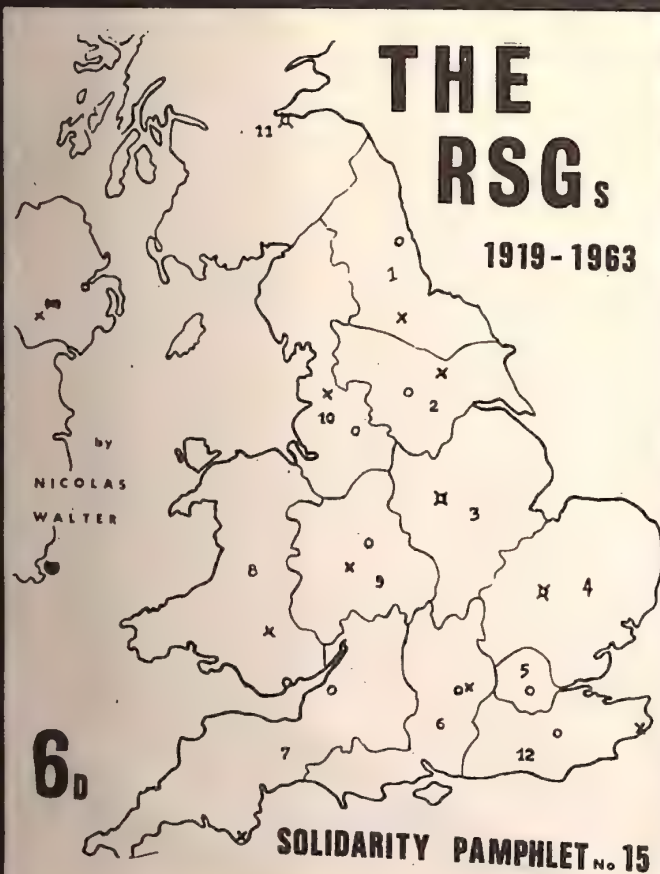 THE
RSGs
1919-1963
11
1
2
10
by
NICOLAS
WALTER
3
8
9
4
5
6
7
12
6D
SOLIDARITY PAMPHLET No 15